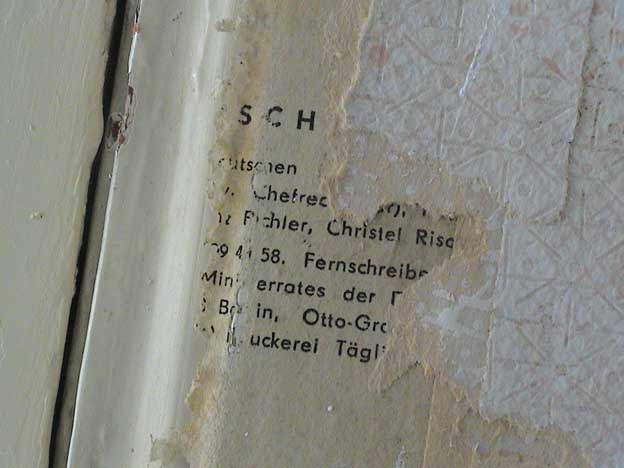 SCH
utschen
Chefred
Pichler, Christel Risc
58. Fernschreibe
Min errates der D
B in, Otto-Gro
uckerei Tägl